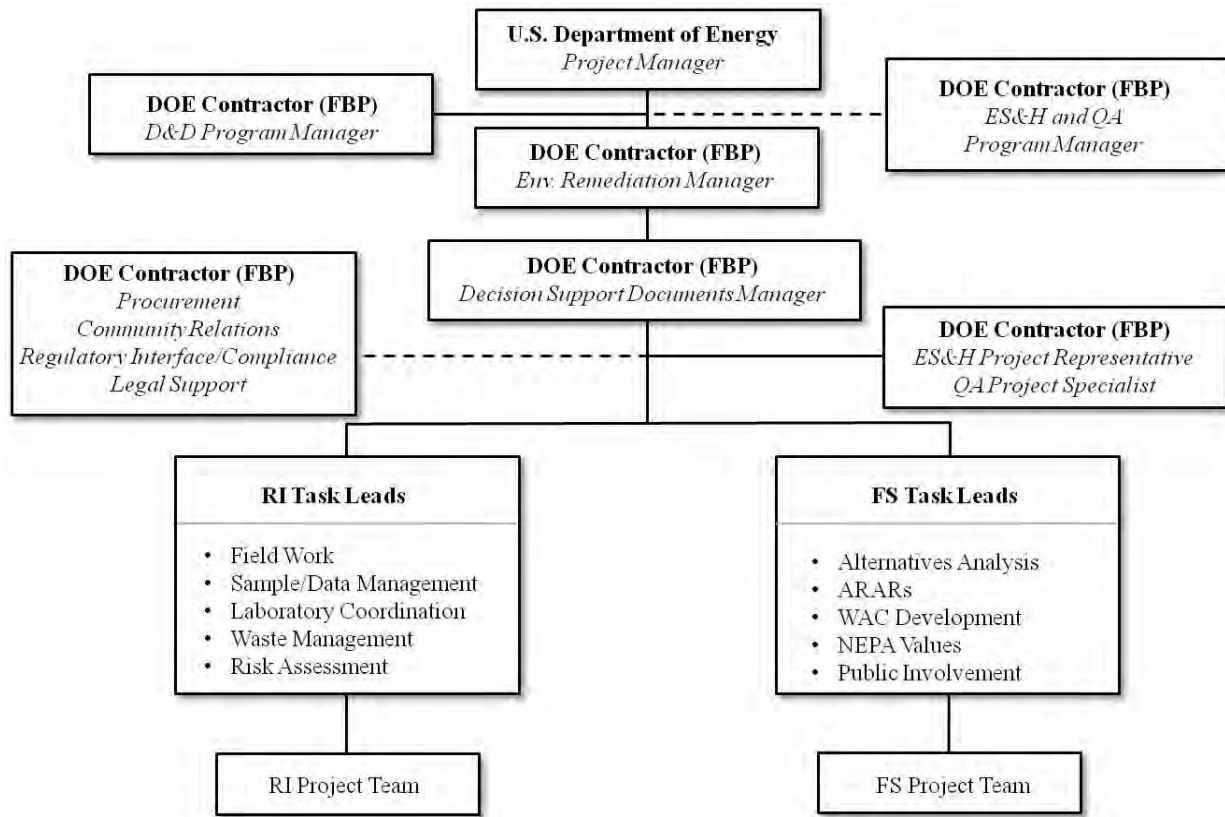 U.S. Department of Energy
Project Manager
DOE Contractor (FBP)
D&D Program Manager
DOE Contractor (FBP)
ES&H and QA
Program Manager
DOE Contractor (FBP)
Env. Remediation Manager
DOE Contractor (FBP)
Decision Support Documents Manager
DOE Contractor (FBP)
Procurement
Community Relations
Regulatory Interface/Compliance
Legal Support
DOE Contractor (FBP)
ES&H Project Representative
QA Project Specialist
RI Task Leads
• Field Work
• Sample/Data Management
• Laboratory Coordination
• Waste Management
• Risk Assessment
FS Task Leads
• Alternatives Analysis
• ARARs
• WAC Development
• NEPA Values
• Public Involvement
RI Project Team
FS Project Team